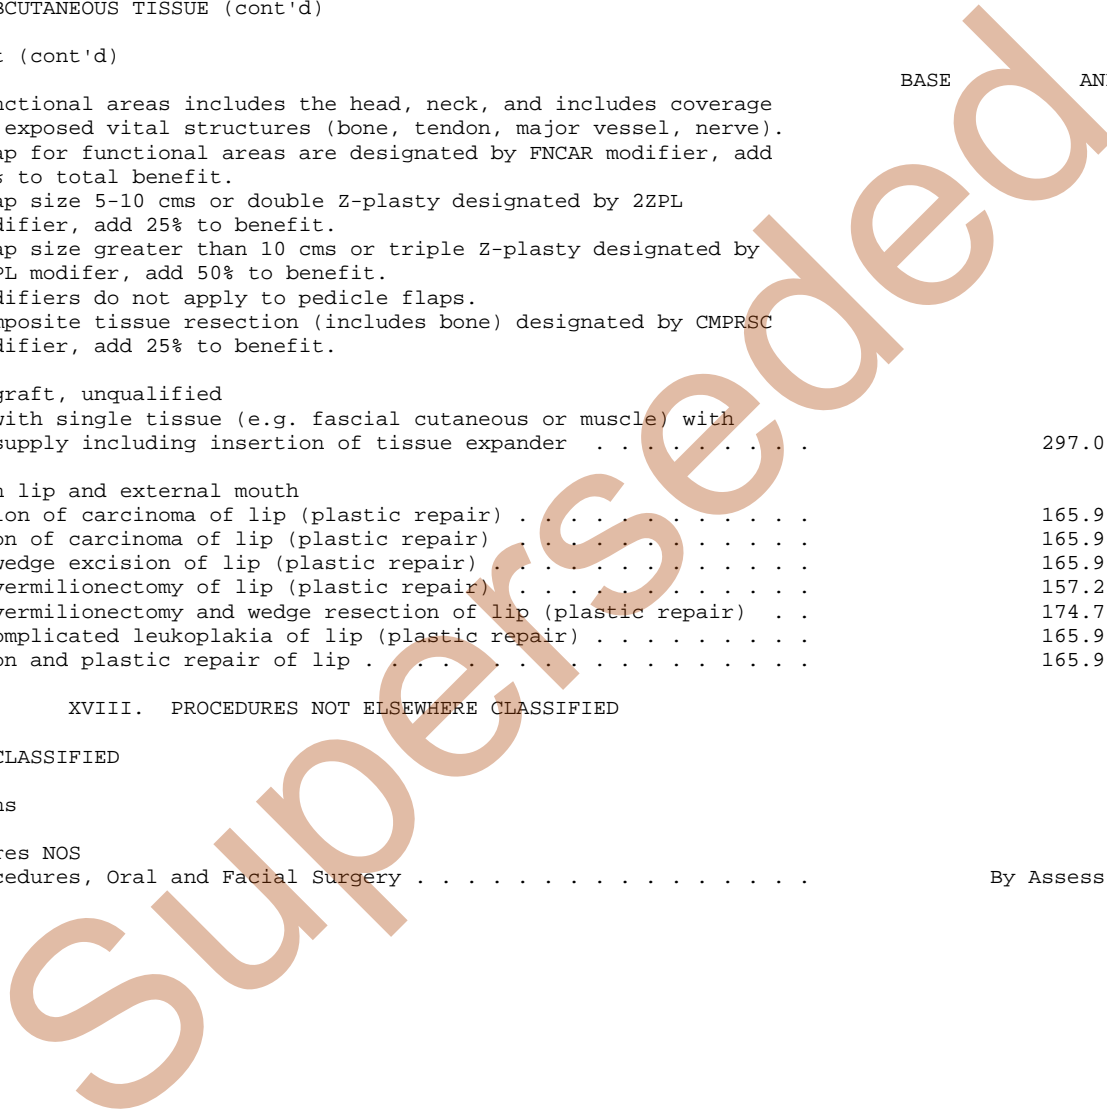 BCUTANEOUS TISSUE (cont'd)
t (cont'd)
BASE AN
nctional areas includes the head, neck, and includes coverage
exposed vital structures (bone, tendon, major vessel, nerve).
ap for functional areas are designated by FNCAR modifier, add
% to total benefit.
ap size 5-10 cms or double Z-plasty designated by 2ZPL
difier, add 25% to benefit.
ap size greater than 10 cms or triple Z-plasty designated by
PL modifer, add 50% to benefit.
difiers do not apply to pedicle flaps.
mposite tissue resection (includes bone) designated by CMPRSC
difier, add 25% to benefit.
graft, unqualified
with single tissue (e.g. fascial cutaneous or muscle) with
supply including insertion of tissue expander . . . . . . . . . 297.0
n lip and external mouth
ion of carcinoma of lip (plastic repair) . . . . . . . . . . . . 165.9
on of carcinoma of lip (plastic repair) . . . . . . . . . . . . 165.9
wedge excision of lip (plastic repair) . . . . . . . . . . . . . 165.9
vermilionectomy of lip (plastic repair) . . . . . . . . . . . . 157.2
vermilionectomy and wedge resection of lip (plastic repair) . . 174.7
omplicated leukoplakia of lip (plastic repair) . . . . . . . . . 165.9
on and plastic repair of lip . . . . . . . . . . . . . . . . . . 165.9
XVIII. PROCEDURES NOT ELSEWHERE CLASSIFIED
CLASSIFIED
ns
res NOS
cedures, Oral and Facial Surgery . . . . . . . . . . . . . . . . By Assess
Superseded